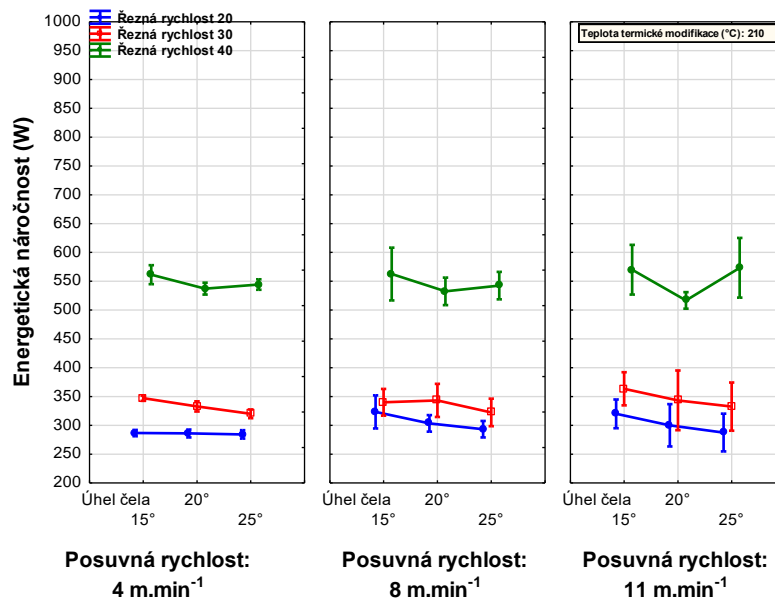 Řezná rychlost 20
Řezná rychlost 30
Řezná rychlost 40
Teplota termické modifikace (°C): 210
Energetická náročnost (W)
1000
950
900
850
800
750
700
650
600
550
500
450
400
350
300
250
200
Úhel čela 20°
15° 25°
Úhel čela 20°
15° 25°
Úhel čela 20°
15° 25°
Posuvná rychlost:
4 m.min⁻¹
Posuvná rychlost:
8 m.min⁻¹
Posuvná rychlost:
11 m.min⁻¹